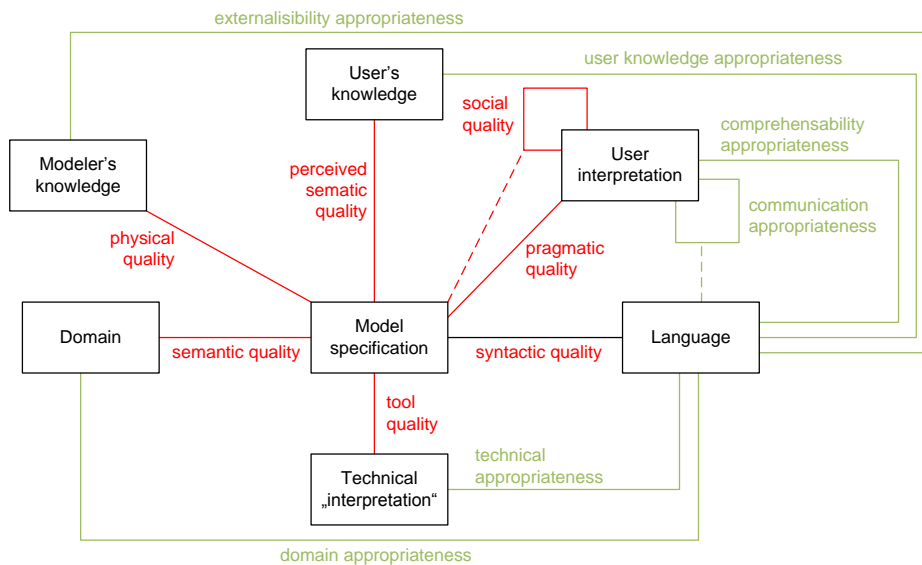 externalisibility appropriateness
User's
knowledge
user knowledge appropriateness
social
quality
comprehensability
appropriateness
Modeler's
knowledge
User
interpretation
perceived
sematic
quality
communication
appropriateness
physical
quality
pragmatic
quality
Domain
semantic quality
Model
specification
syntactic quality
Language
tool
quality
technical
appropriateness
Technical
„interpretation“
domain appropriateness